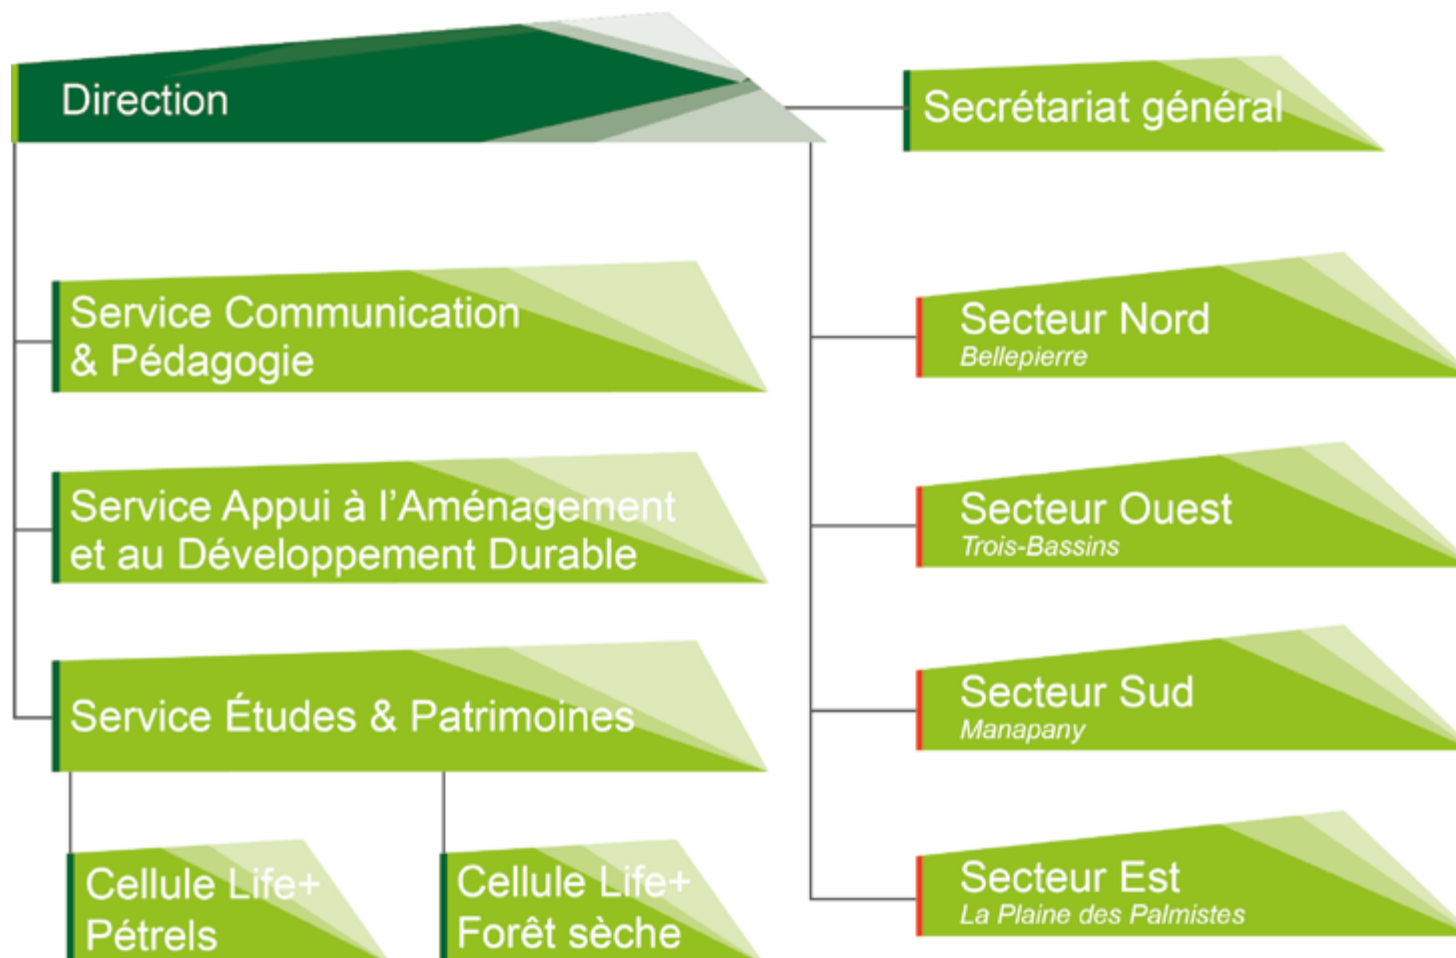 Direction
Secrétariat général
Service Communication
& Pédagogie
Service Appui à l’Aménagement
et au Développement Durable
Service Études & Patrimoines
Cellule Life+
Pétrels
Cellule Life+
Forêt sèche
Secteur Nord
Bellepierre
Secteur Ouest
Trois-Bassins
Secteur Sud
Manapany
Secteur Est
La Plaine des Palmistes